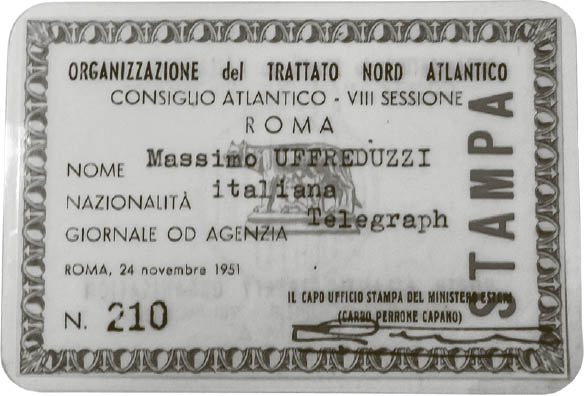 ORGANIZZAZIONE del TRATTATO NORD ATLANTICO
CONSIGLIO ATLANTICO - VIII SESSIONE
ROMA
NOME Massimo UFFREDUZZI
NAZIONALITÀ italiana
GIORNALE OD AGENZIA Telegraph
ROMA, 24 novembre 1951
IL CAPO UFFICIO STAMPA DEL MINISTERO ESTERI
(CARLO PERRONE CAPANO)
N. 210
STAMPA